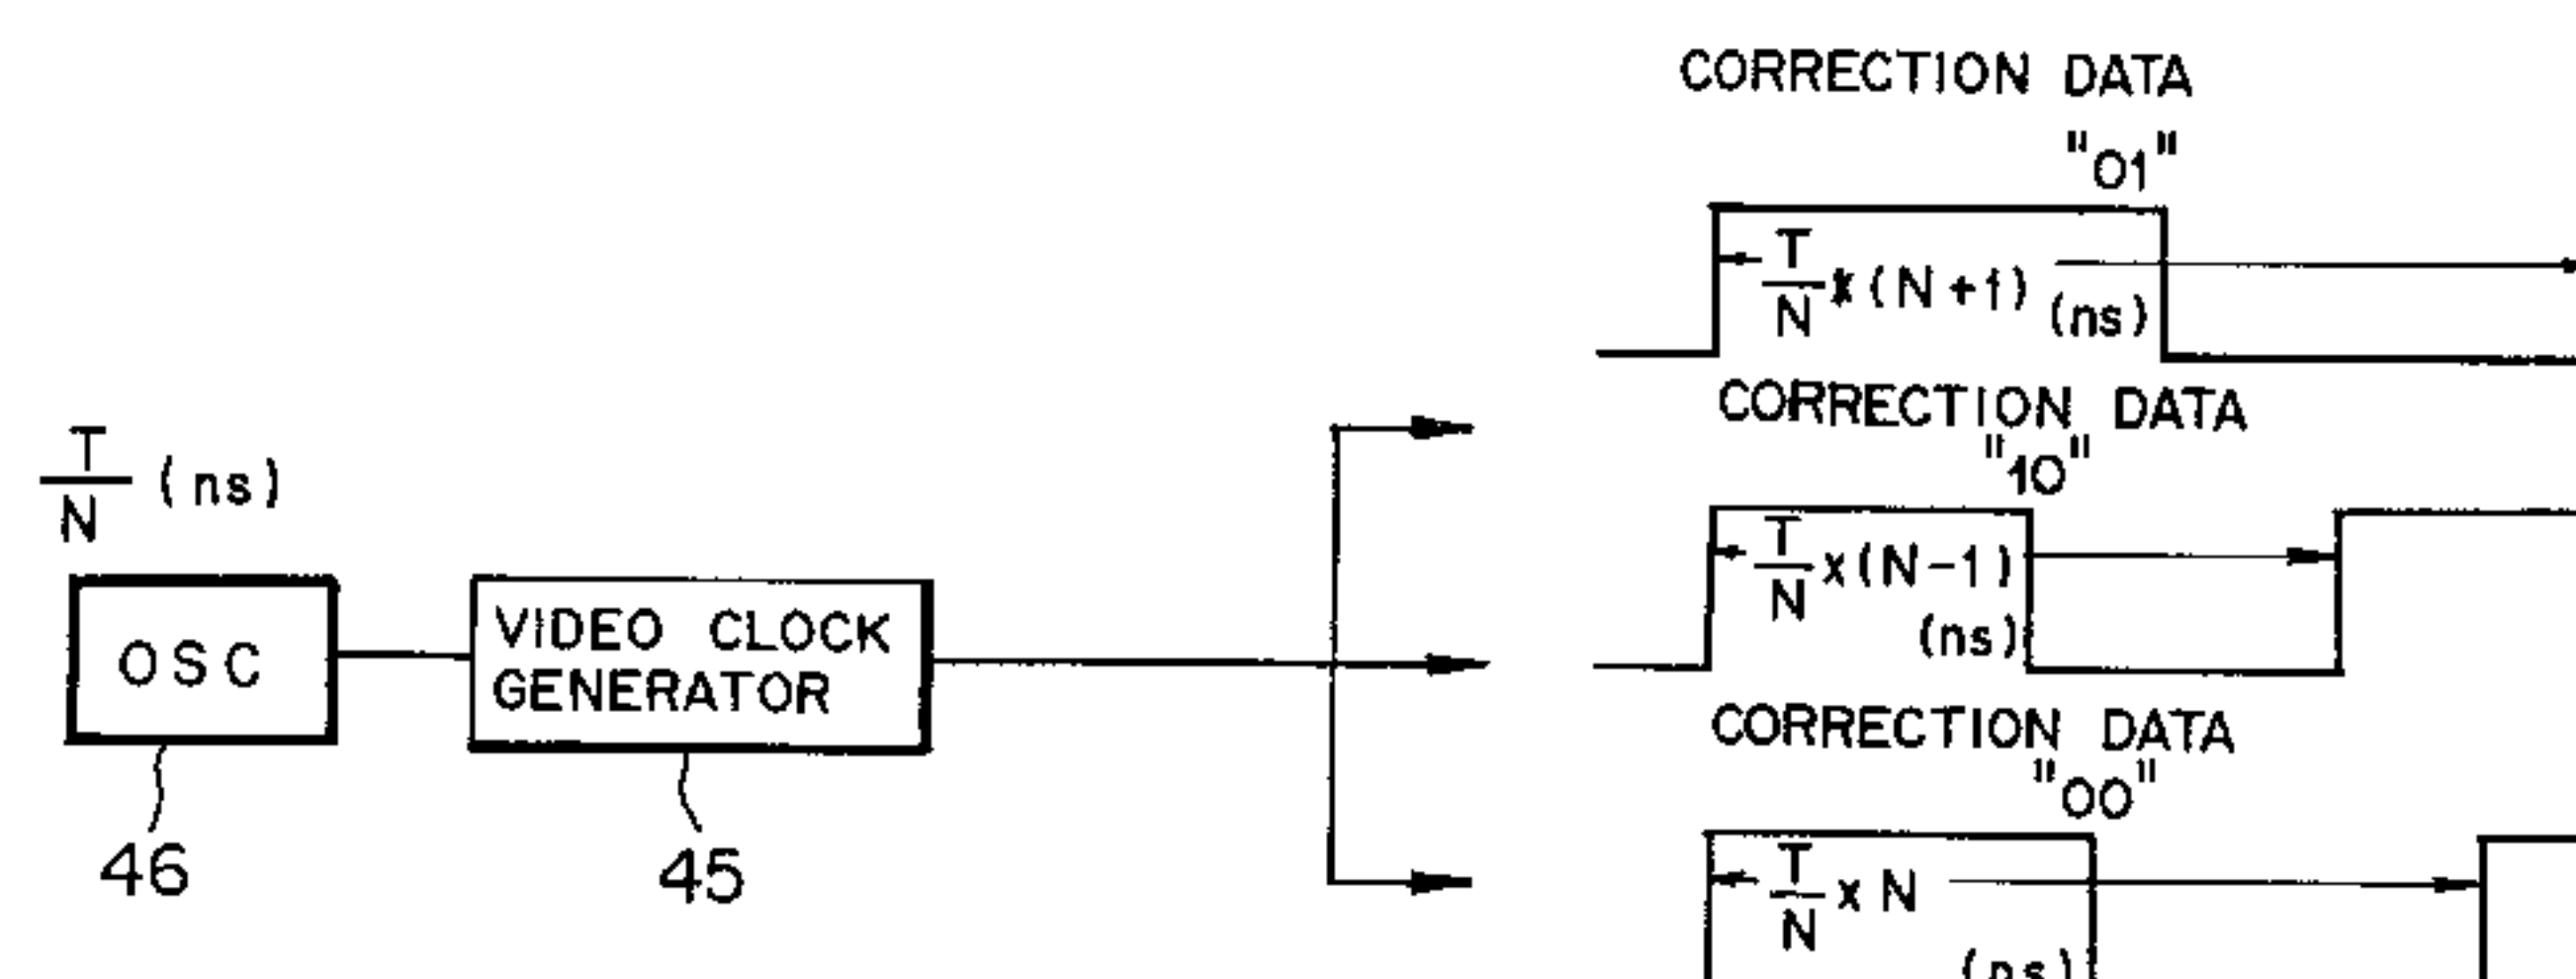 CORRECTION DATA
"01"
T/N x (N+1) (ns)
CORRECTION DATA
"10"
T/N x (N-1)
(ns)
CORRECTION DATA
"00"
T/N x N
(ns)
T/N (ns)
OSC
VIDEO CLOCK
GENERATOR
46
45